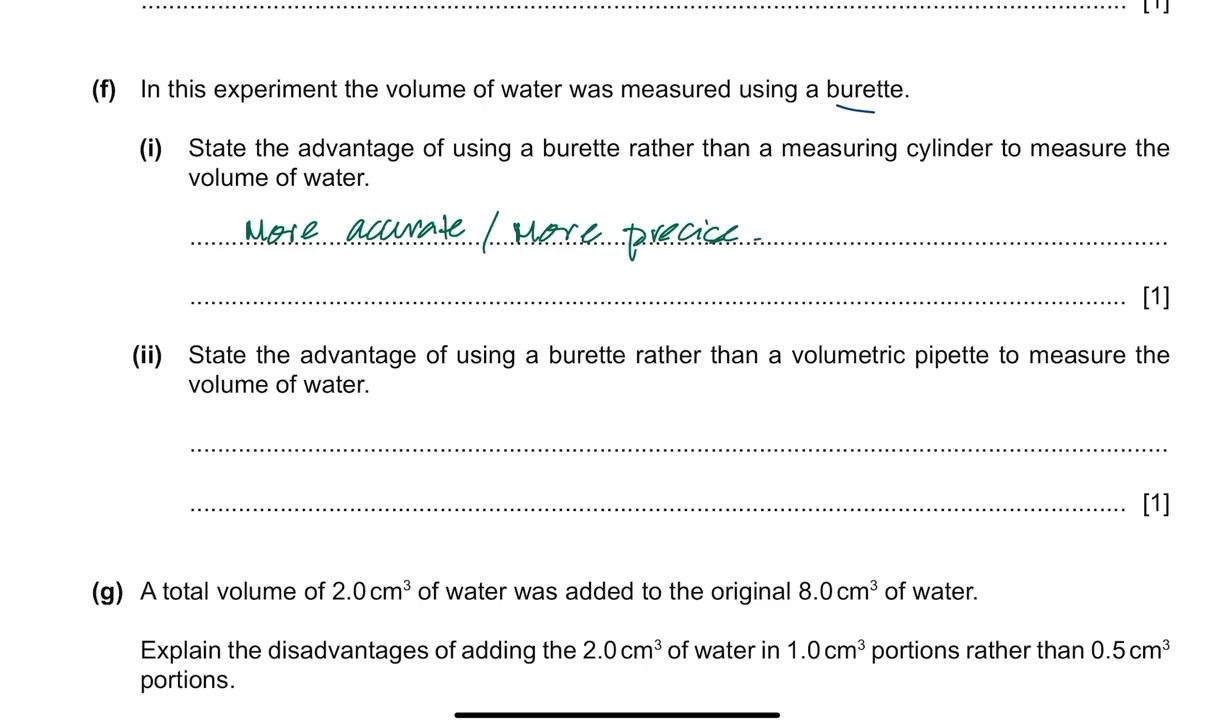 [1]
(f) In this experiment the volume of water was measured using a burette.
(i) State the advantage of using a burette rather than a measuring cylinder to measure the
volume of water.
More accurate / More precice.
[1]
(ii) State the advantage of using a burette rather than a volumetric pipette to measure the
volume of water.
[1]
(g) A total volume of 2.0 cm³ of water was added to the original 8.0 cm³ of water.
Explain the disadvantages of adding the 2.0 cm³ of water in 1.0 cm³ portions rather than 0.5 cm³
portions.